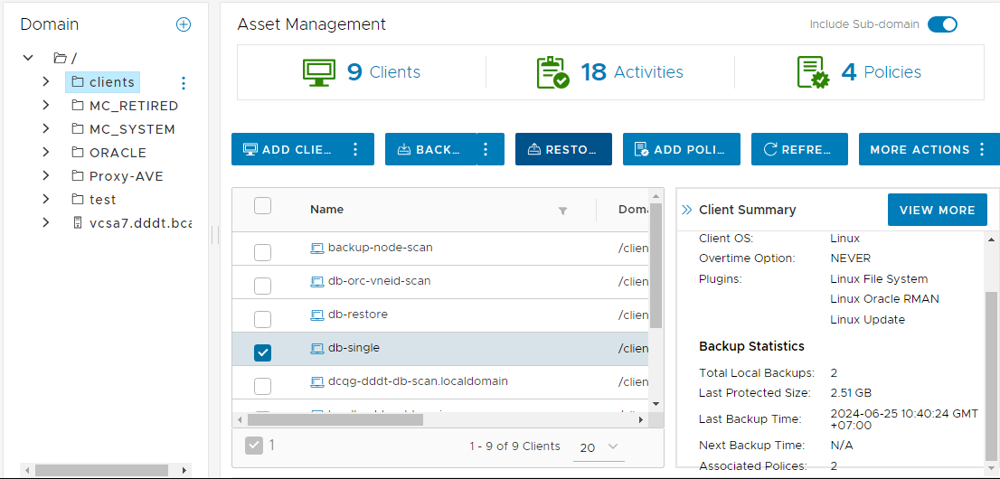 Domain
/
clients
MC_RETIRED
MC_SYSTEM
ORACLE
Proxy-AVE
test
vcsa7.dddt.bca
Asset Management
Include Sub-domain
9 Clients
18 Activities
4 Policies
ADD CLIE...
BACK...
RESTO...
ADD POLI...
REFRE...
MORE ACTIONS
Name Doma
backup-node-scan /clien
db-orc-vneid-scan /clien
db-restore /clien
db-single /clien
dcqg-dddt-db-scan.localdomain /clien
1
1 - 9 of 9 Clients 20
Client Summary
VIEW MORE
Client OS: Linux
Overtime Option: NEVER
Plugins: Linux File System
Linux Oracle RMAN
Linux Update
Backup Statistics
Total Local Backups: 2
Last Protected Size: 2.51 GB
Last Backup Time: 2024-06-25 10:40:24 GMT
+07:00
Next Backup Time: N/A
Associated Polices: 2